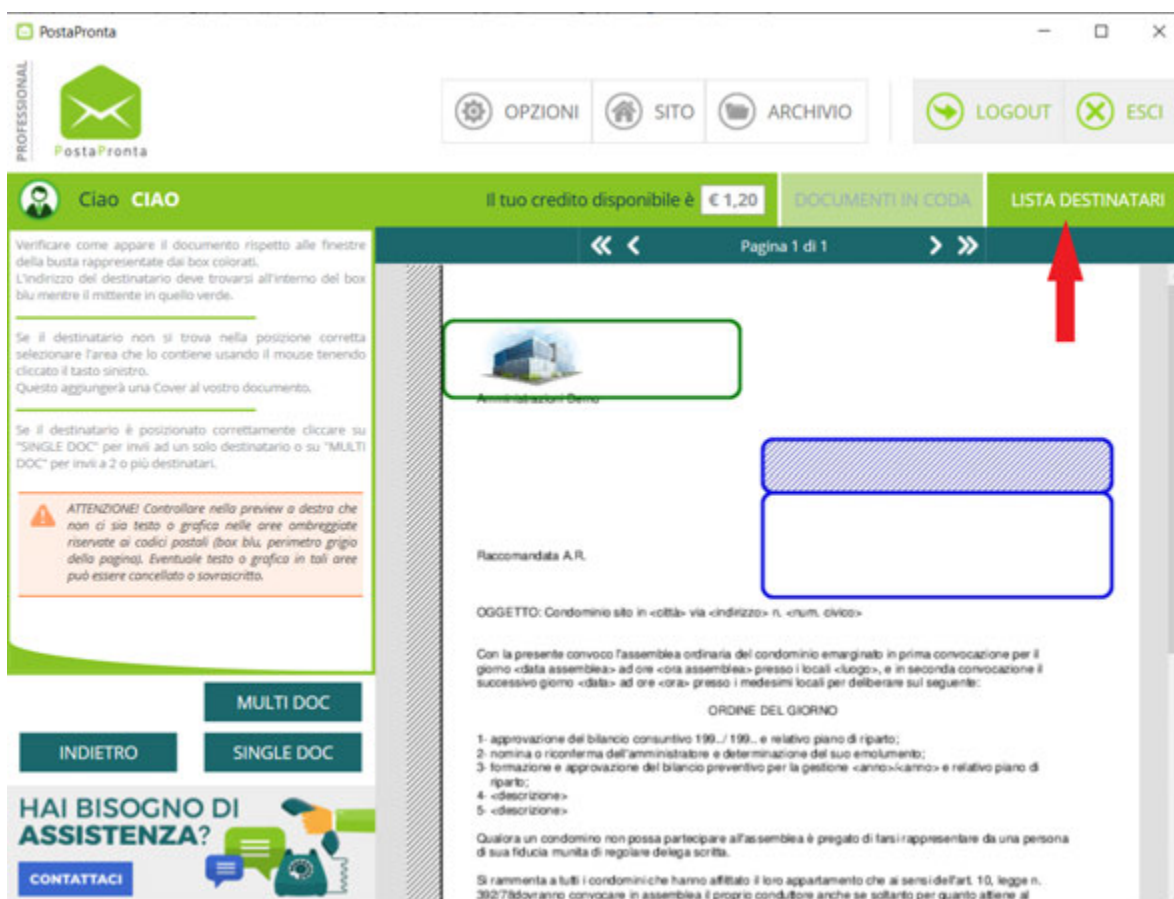 PostaPronta
PROFESSIONAL
PostaPronta
OPZIONI
SITO
ARCHIVIO
LOGOUT
ESCI
Ciao CIAO
Il tuo credito disponibile è € 1,20
DOCUMENTI IN CODA
LISTA DESTINATARI
Verificare come appare il documento rispetto alle finestre
della busta rappresentate dai box colorati.
L'indirizzo del destinatario deve trovarsi all'interno del box
blu mentre il mittente in quello verde.
Se il destinatario non si trova nella posizione corretta
selezionare l'area che lo contiene usando il mouse tenendo
cliccato il tasto sinistro.
Questo aggiungerà una Cover al vostro documento.
Se il destinatario è posizionato correttamente cliccare su
"SINGLE DOC" per invii ad un solo destinatario o su "MULTI
DOC" per invii a 2 o più destinatari.
ATTENZIONE! Controllare nella preview a destra che
non ci sia testo o grafica nelle aree ombreggiate
riservate ai codici postali (box blu, perimetro grigio
della pagina). Eventuale testo o grafica in tali aree
può essere cancellato o sovrascritto.
MULTI DOC
INDIETRO
SINGLE DOC
HAI BISOGNO DI
ASSISTENZA?
CONTATTACI
Pagina 1 di 1
Amministrazioni Demo
Raccomandata A.R.
OGGETTO: Condominio sito in <città> via <indirizzo> n. <num. civico>
Con la presente convoco l'assemblea ordinaria del condominio emarginato in prima convocazione per il
giorno <data assemblea> ad ore <ora assemblea> presso i locali <luogo>, e in seconda convocazione il
successivo giorno <data> ad ore <ora> presso i medesimi locali per deliberare sul seguente:
ORDINE DEL GIORNO
1- approvazione del bilancio consuntivo 199../ 199.. e relativo piano di riparto;
2- nomina o riconferma dell'amministratore e determinazione del suo emolumento;
3- formazione e approvazione del bilancio preventivo per la gestione <anno>/<anno> e relativo piano di
riparto;
4- <descrizione>
5- <descrizione>
Qualora un condomino non possa partecipare all'assemblea è pregato di farsi rappresentare da una persona
di sua fiducia munita di regolare delega scritta.
Si rammenta a tutti i condomini che hanno affittato il loro appartamento che ai sensi dell'art. 10, legge n.
392/78dovranno convocare in assemblea il proprio conduttore anche se soltanto per quanto attiene al